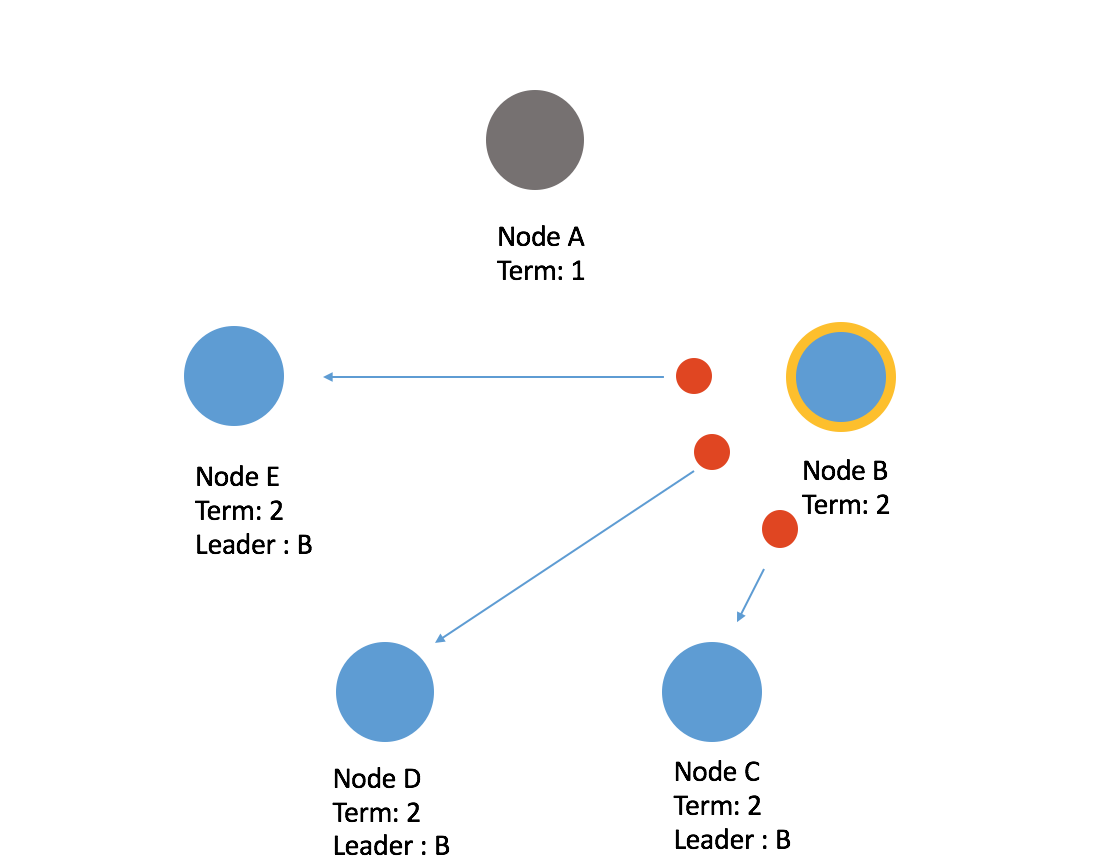 Node A
Term: 1
Node E
Term: 2
Leader : B
Node B
Term: 2
Node D
Term: 2
Leader : B
Node C
Term: 2
Leader : B